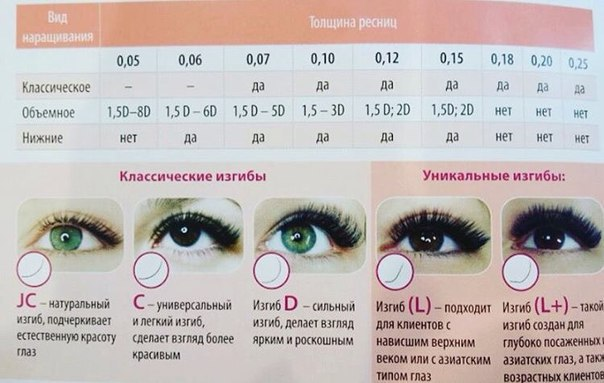 Вид наращивания
Толщина ресниц
0,05 0,06 0,07 0,10 0,12 0,15 0,18 0,20 0,25
Классическое – – да да да да да да да
Объемное 1,5D–8D 1,5 D – 6D 1,5 D – 5D 1,5 – 3D 1,5 D; 2D 1,5D; 2D нет нет нет
Нижние нет да да да да да нет нет нет
Классические изгибы
Уникальные изгибы:
JC – натуральный
изгиб, подчеркивает
естественную красоту
глаз
C – универсальный
и легкий изгиб,
сделает взгляд более
красивым
Изгиб D – сильный
изгиб, делает взгляд
ярким и роскошным
Изгиб (L) – подходит
для клиентов с
нависшим верхним
веком или с азиатским
типом глаз
Изгиб (L+) – такой
изгиб создан для
глубоко посаженных и
азиатских глаз, а также
возрастных клиентов